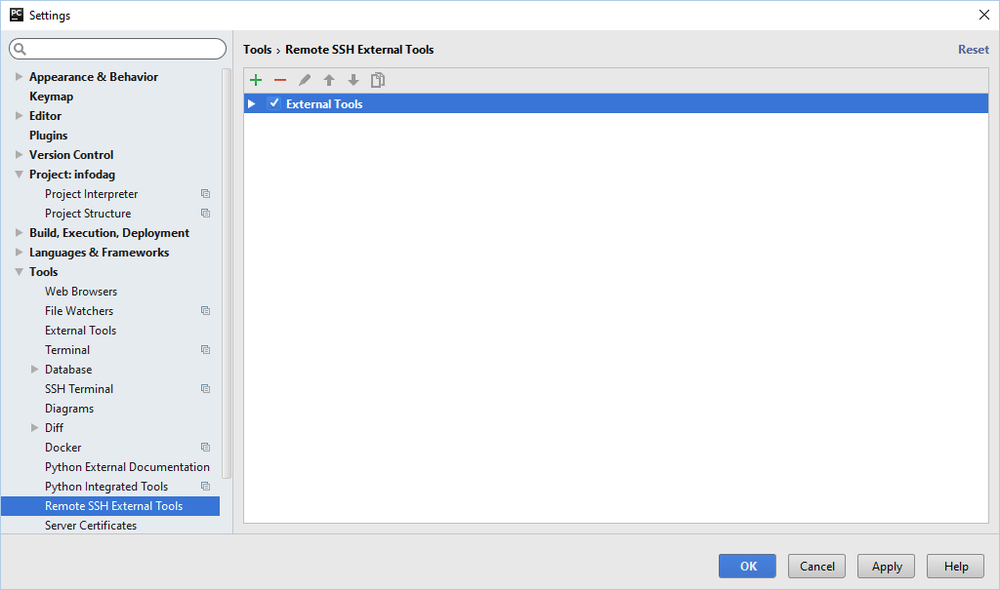 PC Settings
Tools › Remote SSH External Tools
Reset
Appearance & Behavior
Keymap
Editor
Plugins
Version Control
Project: infodag
Project Interpreter
Project Structure
Build, Execution, Deployment
Languages & Frameworks
Tools
Web Browsers
File Watchers
External Tools
Terminal
Database
SSH Terminal
Diagrams
Diff
Docker
Python External Documentation
Python Integrated Tools
Remote SSH External Tools
Server Certificates
External Tools
OK
Cancel
Apply
Help